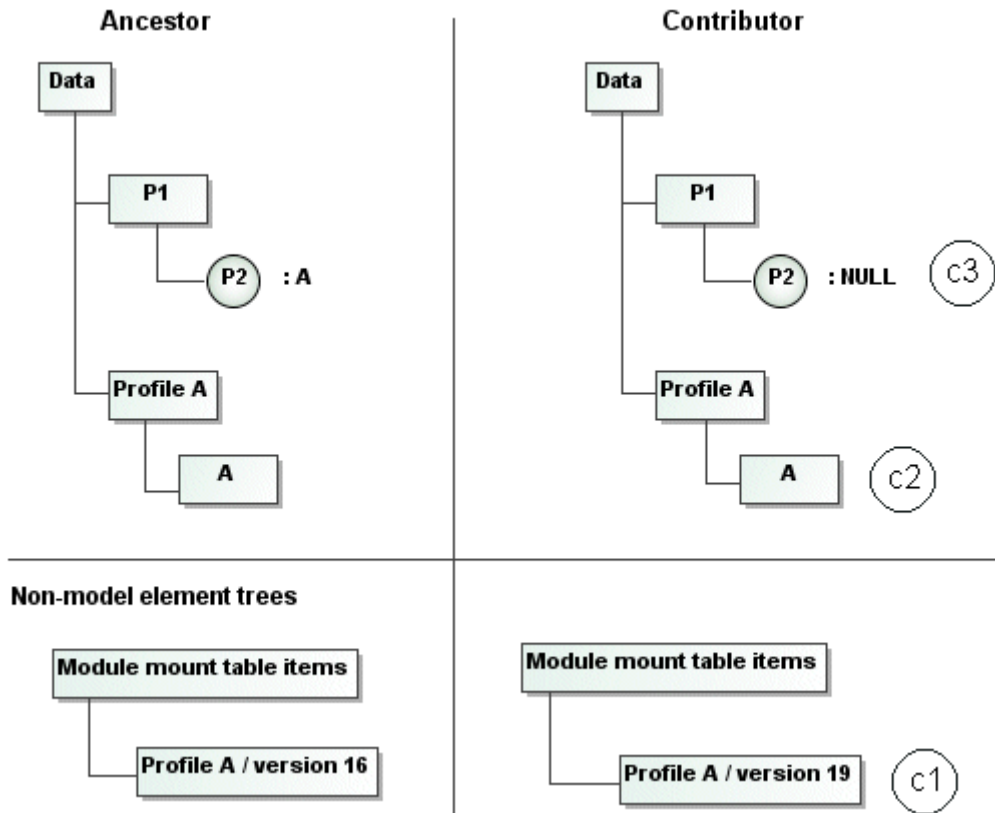 Ancestor
Contributor
Data
Data
P1
P1
P2 : A
P2 : NULL c3
Profile A
Profile A
A
A c2
Non-model element trees
Module mount table items
Module mount table items
Profile A / version 16
Profile A / version 19 c1